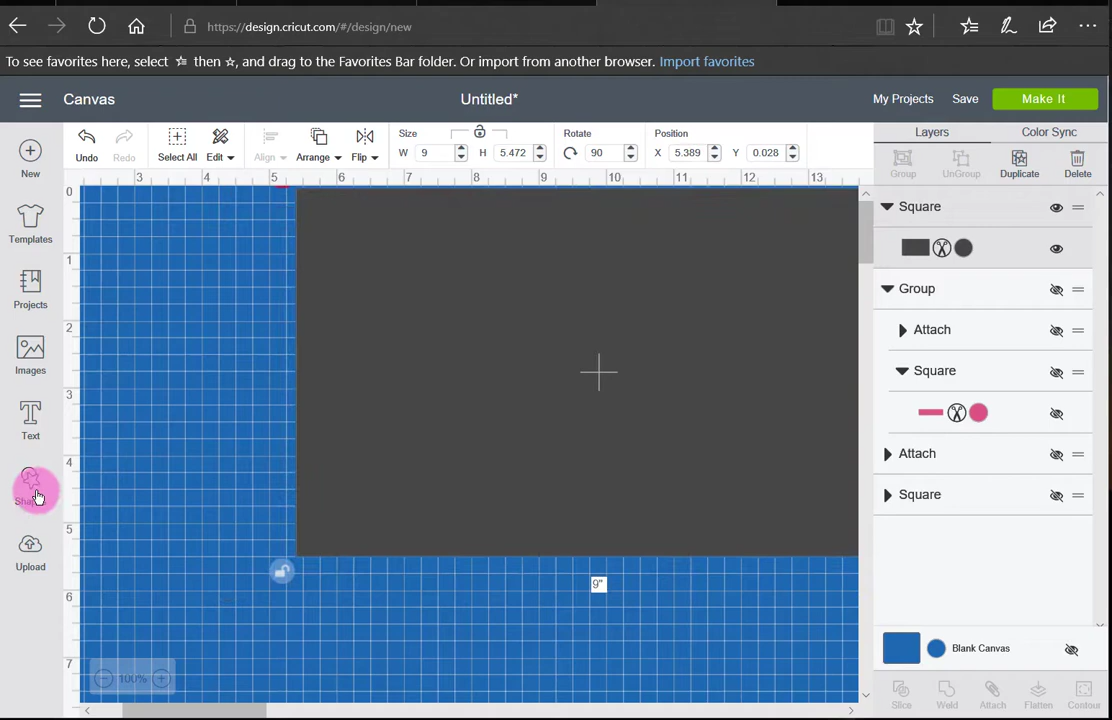 https://design.cricut.com/#/design/new
To see favorites here, select then , and drag to the Favorites Bar folder. Or import from another browser. Import favorites
Canvas
Untitled*
My Projects
Save
Make It
Undo
Redo
Select All
Edit
Align
Arrange
Flip
Size
W 9
H 5.472
Rotate
90
Position
X 5.389
Y 0.028
Layers
Color Sync
Group
UnGroup
Duplicate
Delete
New
Templates
Projects
Images
Text
Upload
3 4 5 6 7 8 9 10 11 12 13
0
1
2
3
4
5
6
7
9"
100%
Square
Group
Attach
Square
Attach
Square
Blank Canvas
Slice
Weld
Attach
Flatten
Contour